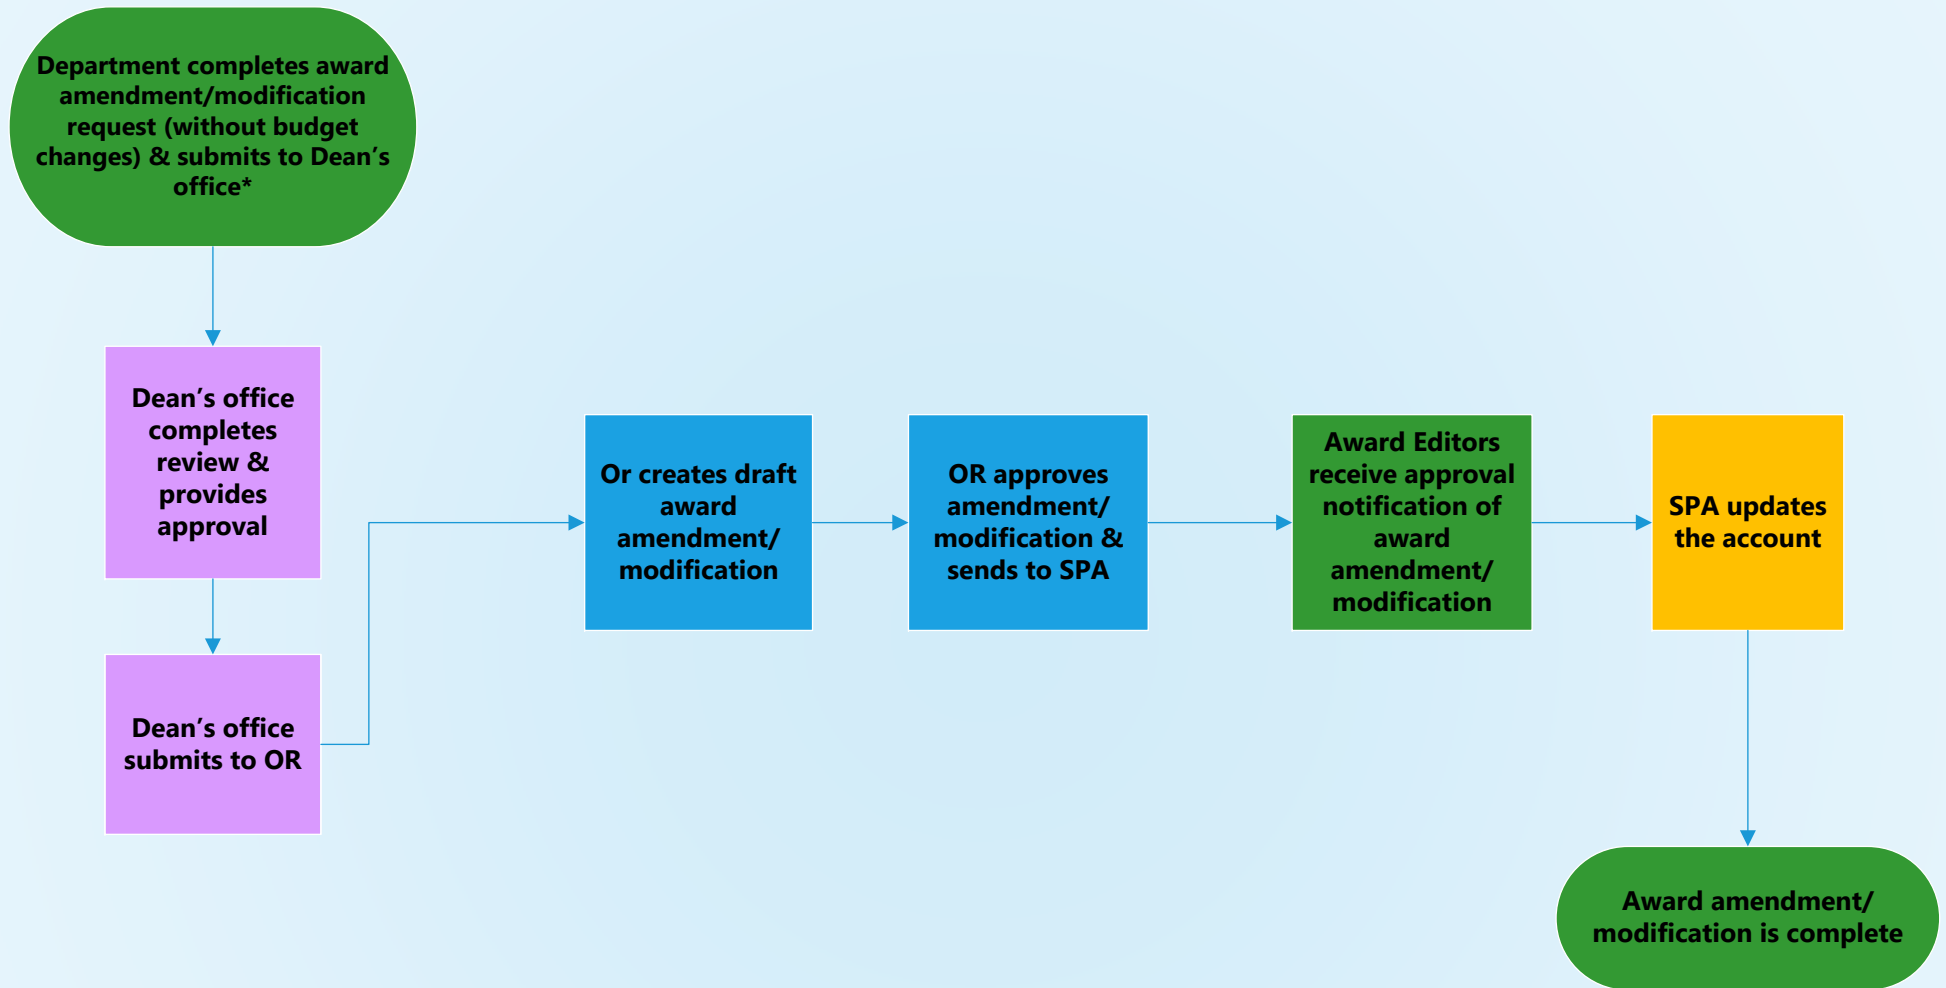 Department completes award
amendment/modification
request (without budget
changes) & submits to Dean’s
office*
Dean’s office
completes
review &
provides
approval
Dean’s office
submits to OR
Or creates draft
award
amendment/
modification
OR approves
amendment/
modification &
sends to SPA
Award Editors
receive approval
notification of
award
amendment/
modification
SPA updates
the account
Award amendment/
modification is complete